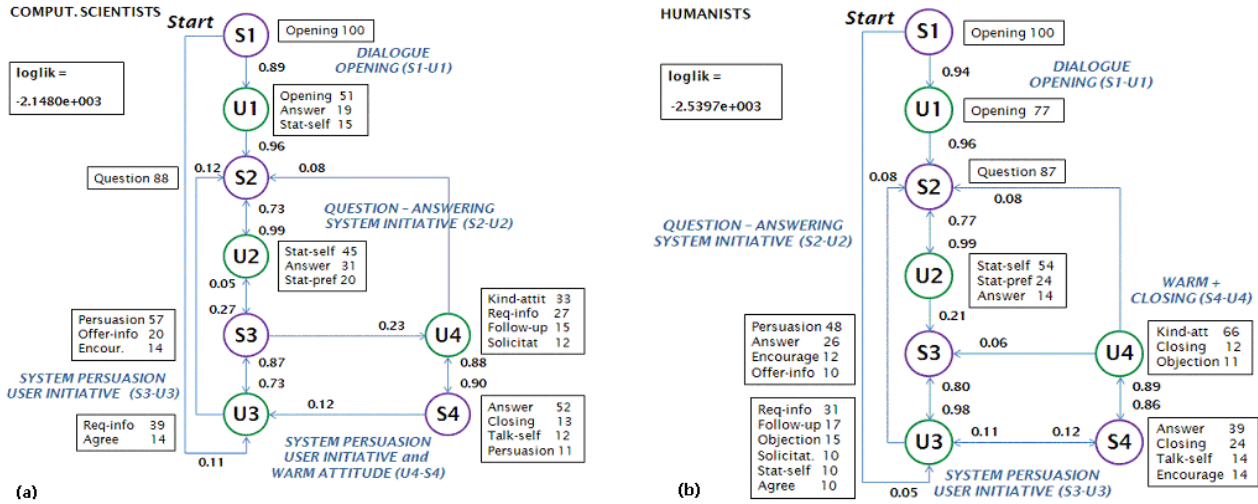 COMPUT. SCIENTISTS
Start
S1
Opening 100
loglik =
-2.1480e+003
DIALOGUE
OPENING (S1-U1)
0.89
U1
Opening 51
Answer 19
Stat-self 15
0.96
0.12
0.08
Question 88
S2
0.73
QUESTION – ANSWERING
SYSTEM INITIATIVE (S2-U2)
0.99
U2
Stat-self 45
Answer 31
Stat-pref 20
0.05
0.27
Persuasion 57
Offer-info 20
Encour. 14
S3
0.23
U4
Kind-attit 33
Req-info 27
Follow-up 15
Solicitat 12
0.87
0.88
SYSTEM PERSUASION
USER INITIATIVE (S3-U3)
0.73
0.90
Req-info 39
Agree 14
U3
0.12
S4
Answer 52
Closing 13
Talk-self 12
Persuasion 11
SYSTEM PERSUASION
USER INITIATIVE and
WARM ATTITUDE (U4-S4)
0.11
(a)
HUMANISTS
Start
S1
Opening 100
loglik =
-2.5397e+003
DIALOGUE
OPENING (S1-U1)
0.94
U1
Opening 77
0.96
0.08
S2
Question 87
0.08
QUESTION – ANSWERING
SYSTEM INITIATIVE (S2-U2)
0.77
0.99
U2
Stat-self 54
Stat-pref 24
Answer 14
WARM +
CLOSING (S4-U4)
0.21
Persuasion 48
Answer 26
Encourage 12
Offer-info 10
S3
0.06
U4
Kind-att 66
Closing 12
Objection 11
0.80
0.89
0.98
0.86
Req-info 31
Follow-up 17
Objection 15
Solicitat. 10
Stat-self 10
Agree 10
U3
0.11
0.12
S4
Answer 39
Closing 24
Talk-self 14
Encourage 14
SYSTEM PERSUASION
USER INITIATIVE (S3-U3)
0.05
(b)